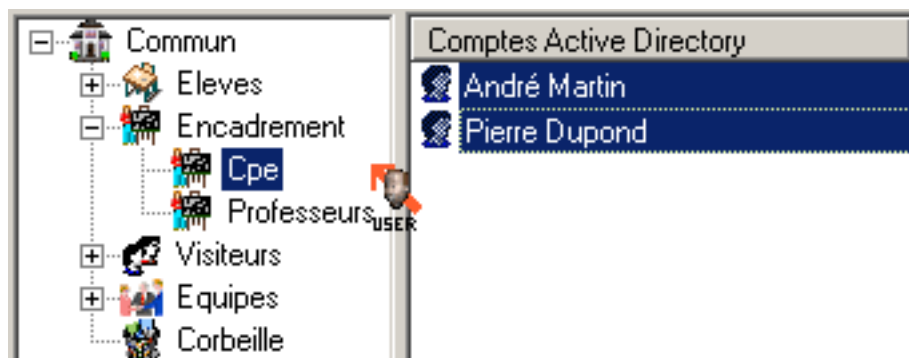 Commun
Eleves
Encadrement
Cpe
Professeurs
Visiteurs
Equipes
Corbeille
Comptes Active Directory
André Martin
Pierre Dupond
USER